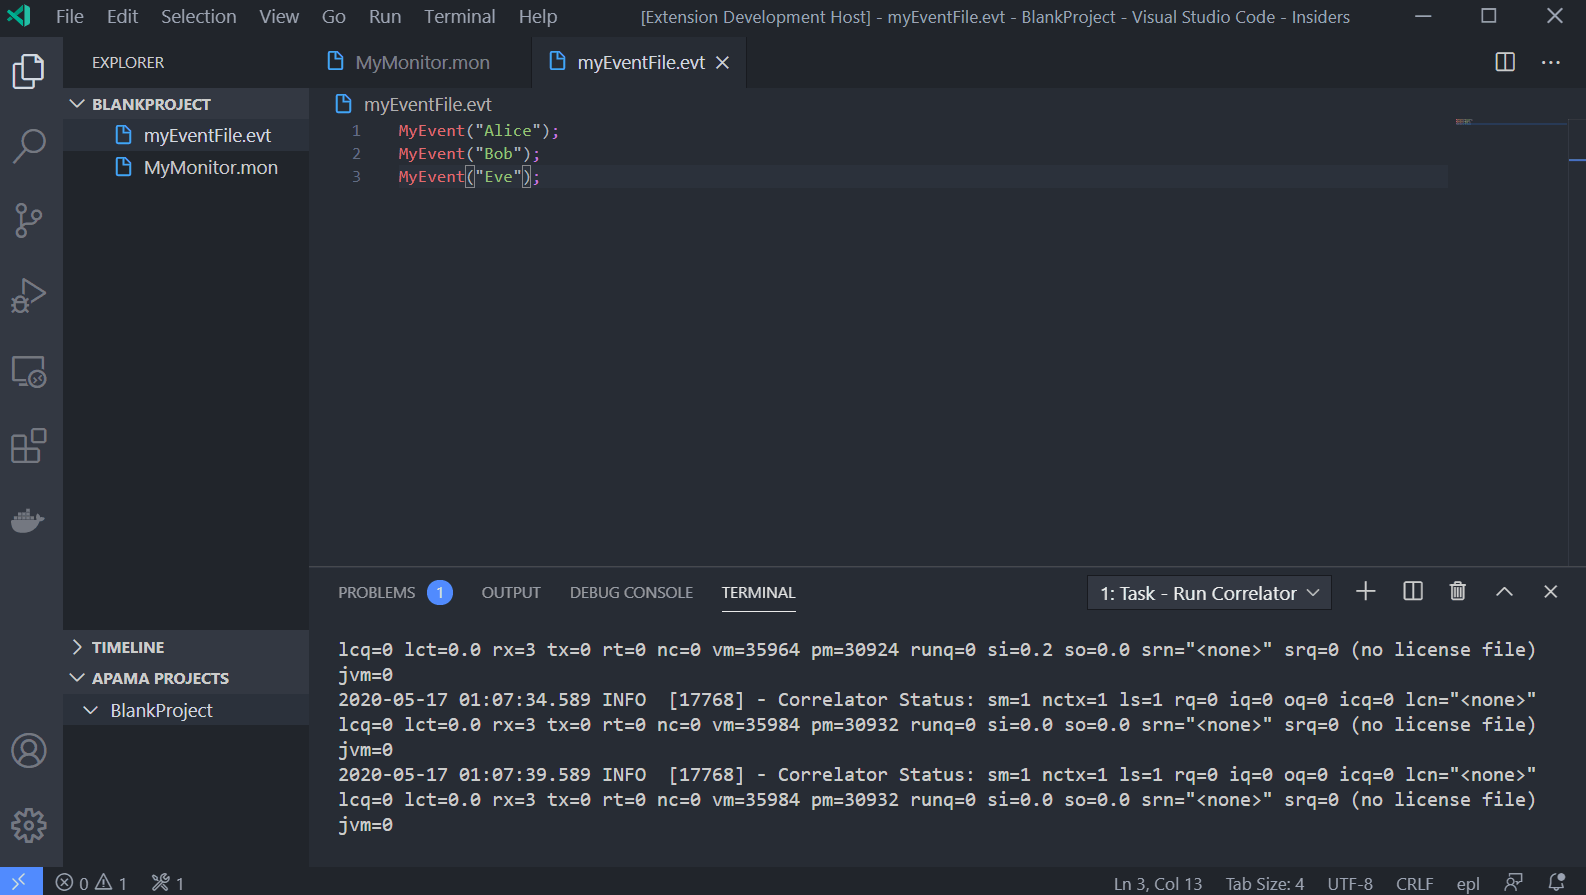 File Edit Selection View Go Run Terminal Help [Extension Development Host] - myEventFile.evt - BlankProject - Visual Studio Code - Insiders
EXPLORER
MyMonitor.mon
myEventFile.evt
BLANKPROJECT
myEventFile.evt
MyMonitor.mon
myEventFile.evt
1 MyEvent("Alice");
2 MyEvent("Bob");
3 MyEvent("Eve");
TIMELINE
APAMA PROJECTS
BlankProject
PROBLEMS 1 OUTPUT DEBUG CONSOLE TERMINAL 1: Task - Run Correlator
lcq=0 lct=0.0 rx=3 tx=0 rt=0 nc=0 vm=35964 pm=30924 runq=0 si=0.2 so=0.0 srn="<none>" srq=0 (no license file)
jvm=0
2020-05-17 01:07:34.589 INFO  [17768] - Correlator Status: sm=1 nctx=1 ls=1 rq=0 iq=0 oq=0 icq=0 lcn="<none>"
lcq=0 lct=0.0 rx=3 tx=0 rt=0 nc=0 vm=35984 pm=30932 runq=0 si=0.0 so=0.0 srn="<none>" srq=0 (no license file)
jvm=0
2020-05-17 01:07:39.589 INFO  [17768] - Correlator Status: sm=1 nctx=1 ls=1 rq=0 iq=0 oq=0 icq=0 lcn="<none>"
lcq=0 lct=0.0 rx=3 tx=0 rt=0 nc=0 vm=35984 pm=30932 runq=0 si=0.0 so=0.0 srn="<none>" srq=0 (no license file)
jvm=0
0 1 1 Ln 3, Col 13 Tab Size: 4 UTF-8 CRLF epl